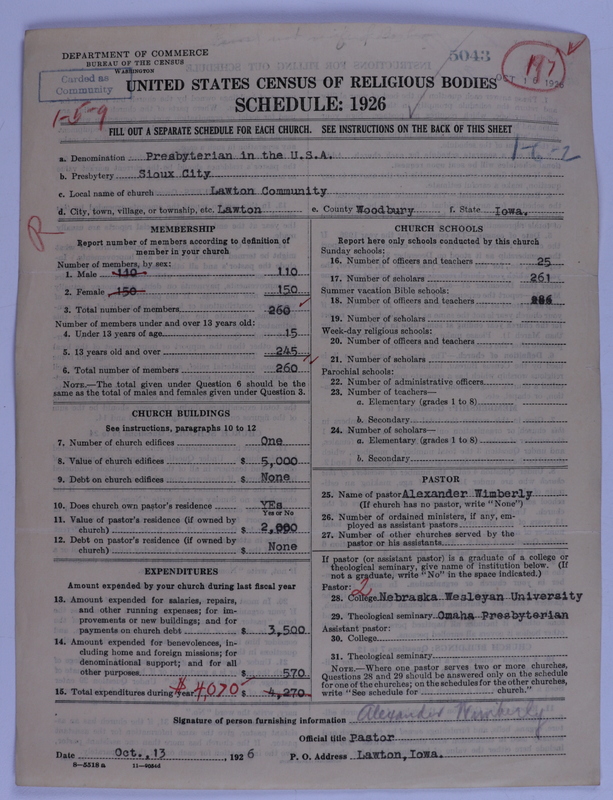 DEPARTMENT OF COMMERCE
BUREAU OF THE CENSUS
WASHINGTON
Carded as
Community
5043
OCT 1 1926
197
UNITED STATES CENSUS OF RELIGIOUS BODIES
SCHEDULE: 1926
1-5-9
FILL OUT A SEPARATE SCHEDULE FOR EACH CHURCH. SEE INSTRUCTIONS ON THE BACK OF THIS SHEET
a. Denomination Presbyterian in the U.S.A.
1-6-2
b. Presbytery Sioux City
c. Local name of church Lawton Community
d. City, town, village, or township, etc. Lawton e. County Woodbury f. State Iowa.
R
MEMBERSHIP
Report number of members according to definition of
member in your church
Number of members, by sex:
1. Male 110 110
2. Female 150 150
3. Total number of members 260
Number of members under and over 13 years old:
4. Under 13 years of age 15
5. 13 years old and over 245
6. Total number of members 260
NOTE.—The total given under Question 6 should be the
same as the total of males and females given under Question 3.
CHURCH BUILDINGS
See instructions, paragraphs 10 to 12
7. Number of church edifices One
8. Value of church edifices $ 5,000
9. Debt on church edifices $ None
10. Does church own pastor's residence YEs
Yes or No
11. Value of pastor's residence (if owned by
church) $ 2,000
12. Debt on pastor's residence (if owned by
church) $ None
EXPENDITURES
Amount expended by your church during last fiscal year
13. Amount expended for salaries, repairs,
and other running expenses; for im-
provements or new buildings; and for
payments on church debt $ 3,500
14. Amount expended for benevolences, in-
cluding home and foreign missions; for
denominational support; and for all
other purposes $ 570
15. Total expenditures during year $4,070 $ 4,270
CHURCH SCHOOLS
Report here only schools conducted by this church
Sunday schools:
16. Number of officers and teachers 25
17. Number of scholars 261
Summer vacation Bible schools:
18. Number of officers and teachers
19. Number of scholars
Week-day religious schools:
20. Number of officers and teachers
21. Number of scholars
Parochial schools:
22. Number of administrative officers
23. Number of teachers—
a. Elementary (grades 1 to 8)
b. Secondary
24. Number of scholars—
a. Elementary (grades 1 to 8)
b. Secondary
PASTOR
25. Name of pastor Alexander Wimberly
(If church has no pastor, write "None")
26. Number of ordained ministers, if any, em-
ployed as assistant pastors
27. Number of other churches served by the
pastor or his assistants
If pastor (or assistant pastor) is a graduate of a college or
theological seminary, give name of institution below. (If
not a graduate, write "No" in the space indicated.)
Pastor: 2
28. College Nebraska Wesleyan University
29. Theological seminary Omaha Presbyterian
Assistant pastor:
30. College
31. Theological seminary
NOTE.—Where one pastor serves two or more churches,
Questions 28 and 29 should be answered only on the schedule
for one of the churches; on the schedules for the other churches,
write "See schedule for church."
Signature of person furnishing information Alexander Wimberly
Official title Pastor
Date Oct.,13, 1926 P. O. Address Lawton, Iowa.
8—5518 a